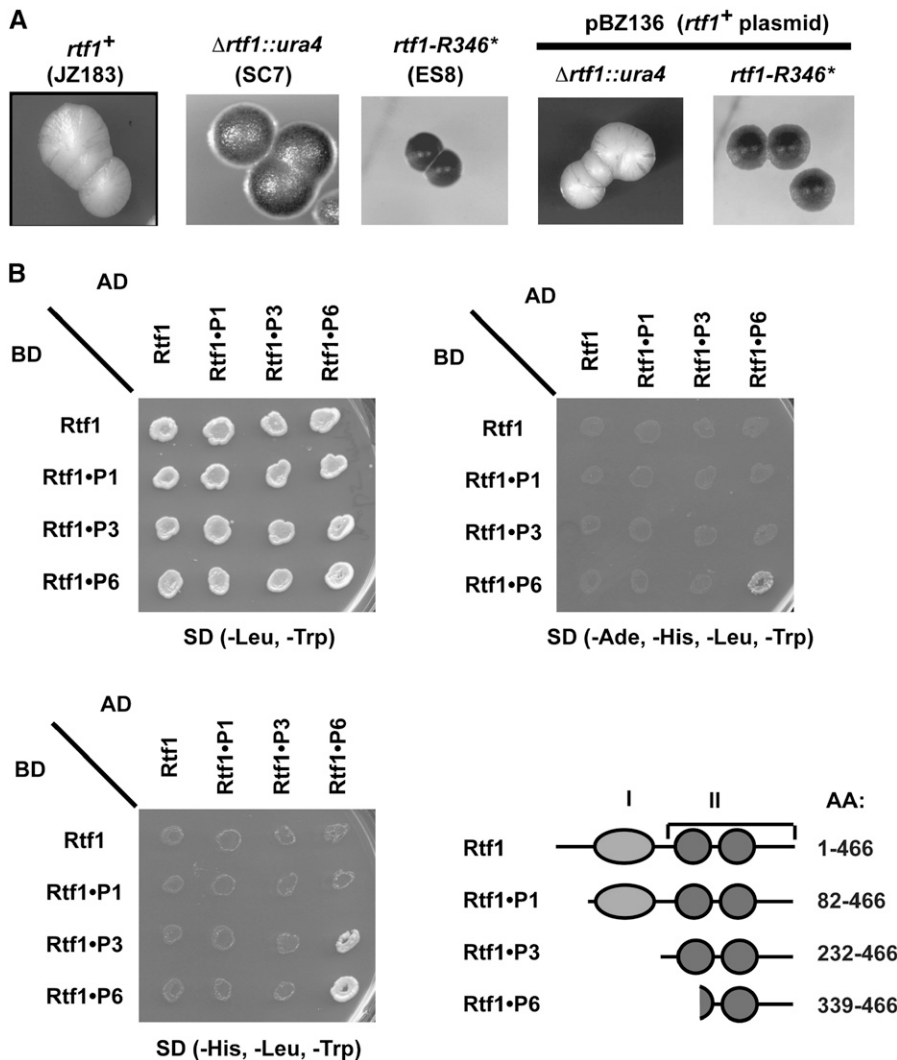 A
rtf1+
(JZ183)
Δrtf1::ura4
(SC7)
rtf1-R346*
(ES8)
pBZ136 (rtf1+ plasmid)
Δrtf1::ura4
rtf1-R346*
B
AD
BD
Rtf1
Rtf1•P1
Rtf1•P3
Rtf1•P6
Rtf1
Rtf1•P1
Rtf1•P3
Rtf1•P6
SD (-Leu, -Trp)
AD
BD
Rtf1
Rtf1•P1
Rtf1•P3
Rtf1•P6
Rtf1
Rtf1•P1
Rtf1•P3
Rtf1•P6
SD (-Ade, -His, -Leu, -Trp)
AD
BD
Rtf1
Rtf1•P1
Rtf1•P3
Rtf1•P6
Rtf1
Rtf1•P1
Rtf1•P3
Rtf1•P6
SD (-His, -Leu, -Trp)
I II AA:
Rtf1 1-466
Rtf1•P1 82-466
Rtf1•P3 232-466
Rtf1•P6 339-466